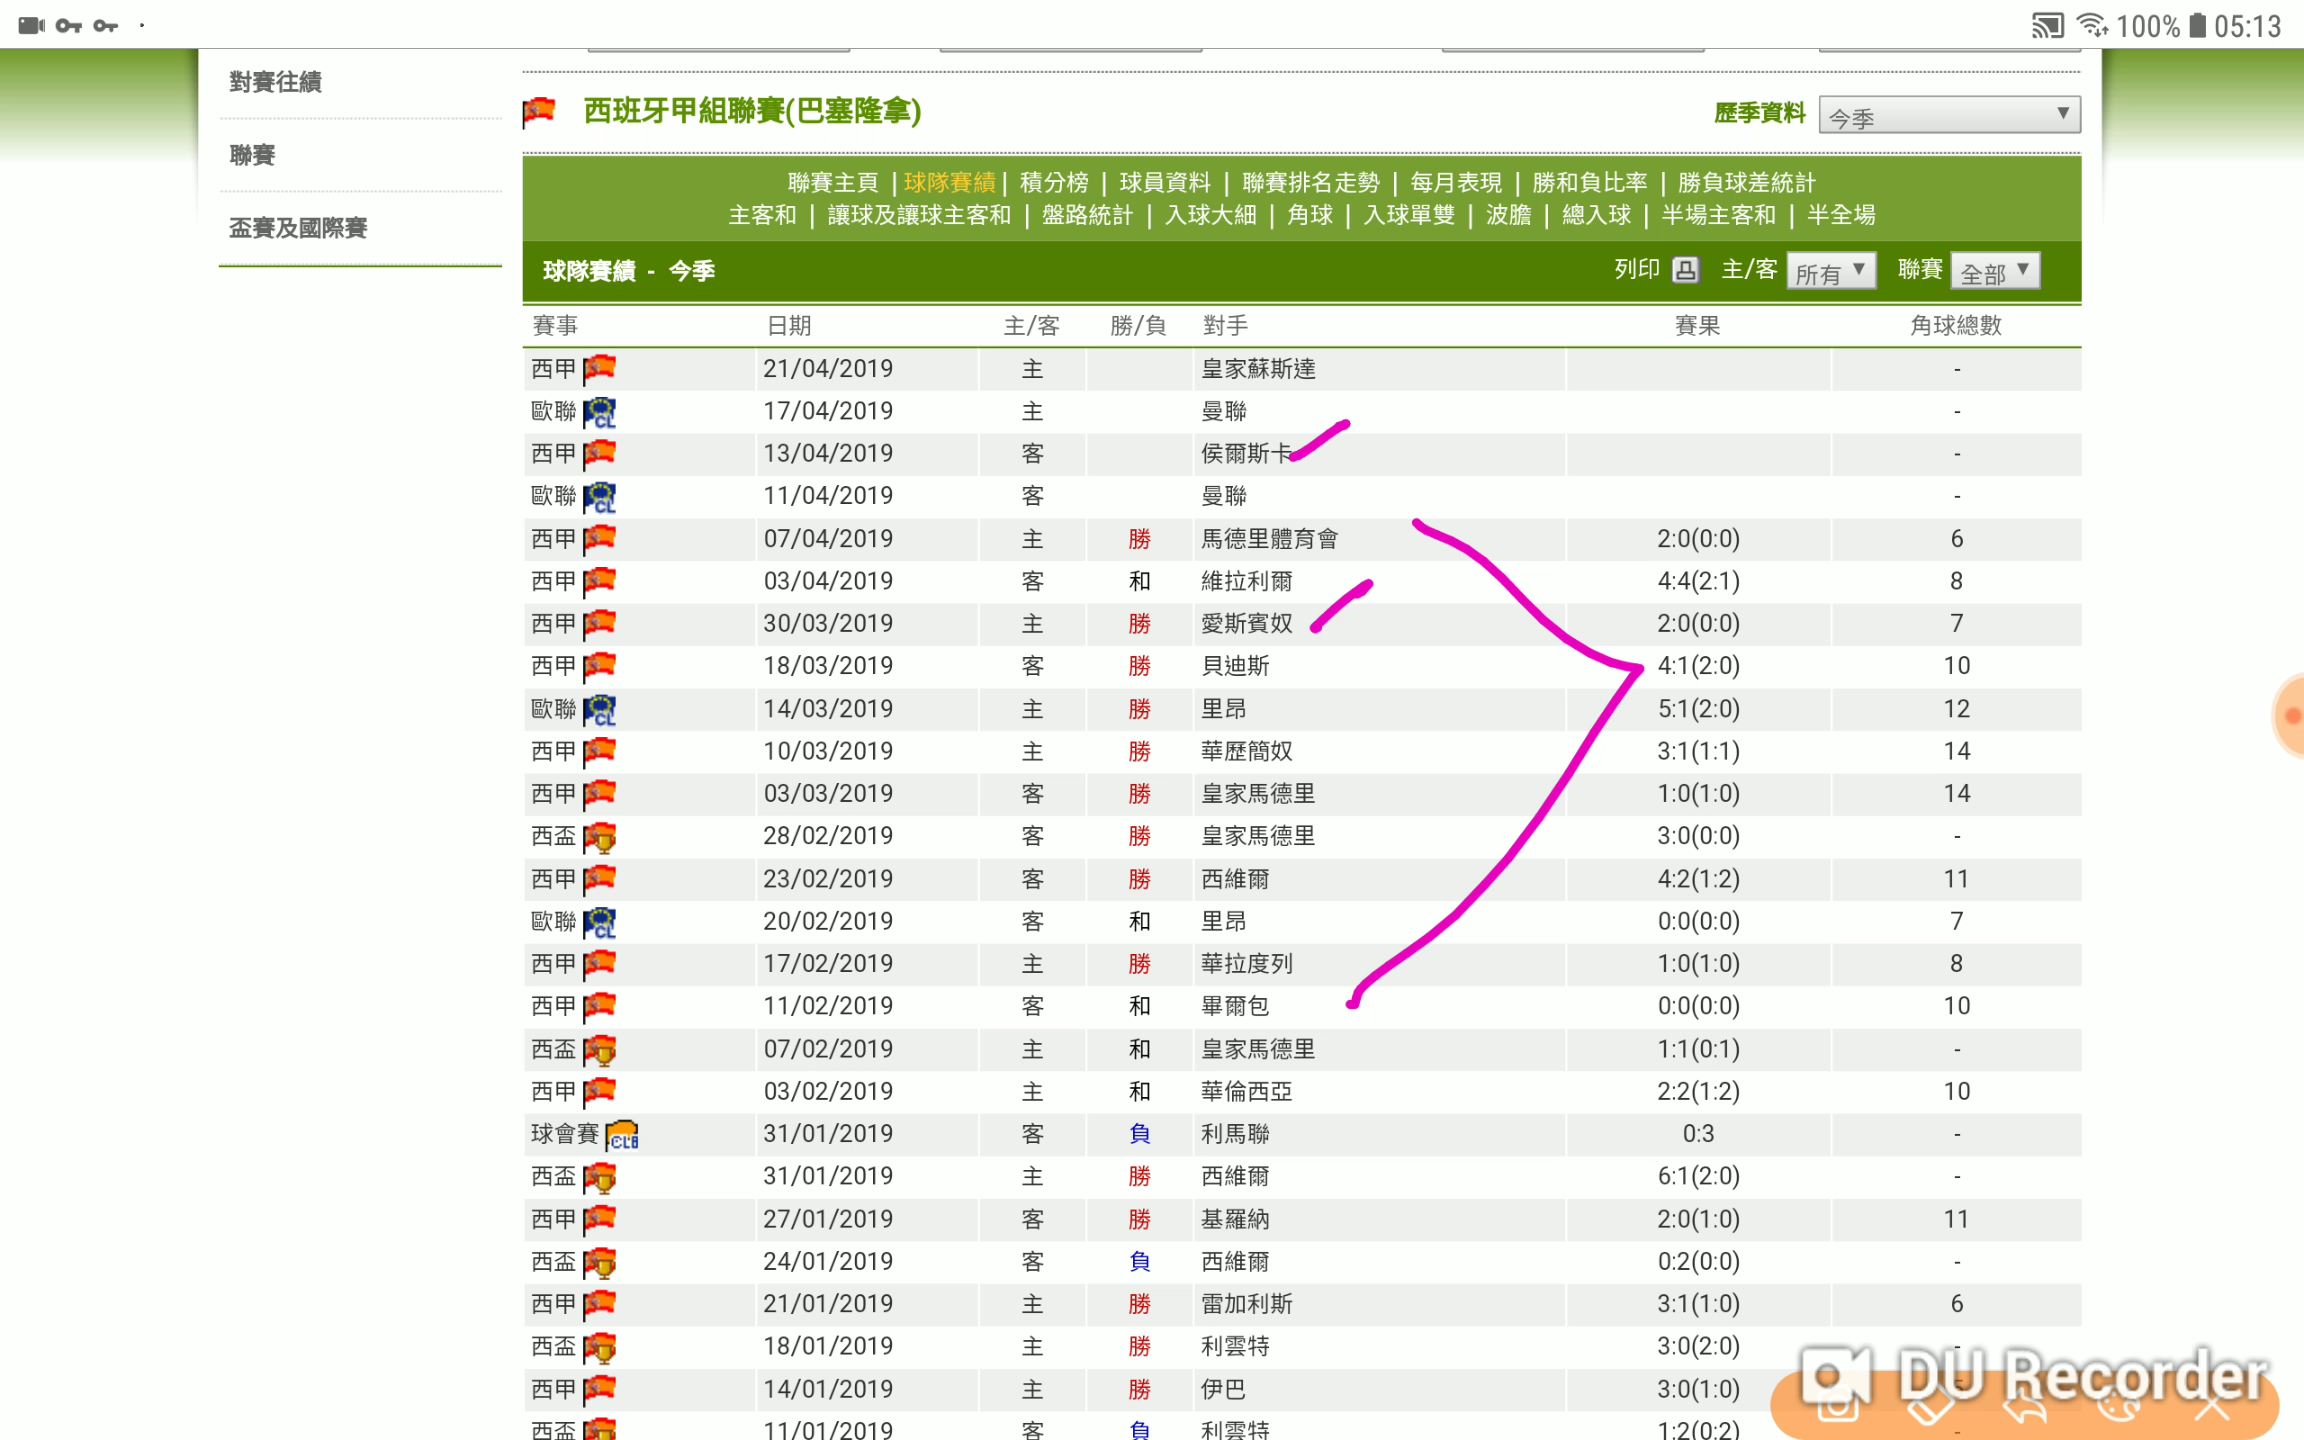 100% 05:13
對賽往績
聯賽
盃賽及國際賽
西班牙甲組聯賽(巴塞隆拿)
歷季資料 今季
聯賽主頁 | 球隊賽績 | 積分榜 | 球員資料 | 聯賽排名走勢 | 每月表現 | 勝和負比率 | 勝負球差統計
主客和 | 讓球及讓球主客和 | 盤路統計 | 入球大細 | 角球 | 入球單雙 | 波膽 | 總入球 | 半場主客和 | 半全場
球隊賽績 - 今季 列印 主/客 所有 聯賽 全部
賽事 日期 主/客 勝/負 對手 賽果 角球總數
西甲 21/04/2019 主 皇家蘇斯達 -
歐聯 CL 17/04/2019 主 曼聯 -
西甲 13/04/2019 客 侯爾斯卡 -
歐聯 CL 11/04/2019 客 曼聯 -
西甲 07/04/2019 主 勝 馬德里體育會 2:0(0:0) 6
西甲 03/04/2019 客 和 維拉利爾 4:4(2:1) 8
西甲 30/03/2019 主 勝 愛斯賓奴 2:0(0:0) 7
西甲 18/03/2019 客 勝 貝迪斯 4:1(2:0) 10
歐聯 CL 14/03/2019 主 勝 里昂 5:1(2:0) 12
西甲 10/03/2019 主 勝 華歷簡奴 3:1(1:1) 14
西甲 03/03/2019 客 勝 皇家馬德里 1:0(1:0) 14
西盃 28/02/2019 客 勝 皇家馬德里 3:0(0:0) -
西甲 23/02/2019 客 勝 西維爾 4:2(1:2) 11
歐聯 CL 20/02/2019 客 和 里昂 0:0(0:0) 7
西甲 17/02/2019 主 勝 華拉度列 1:0(1:0) 8
西甲 11/02/2019 客 和 畢爾包 0:0(0:0) 10
西盃 07/02/2019 主 和 皇家馬德里 1:1(0:1) -
西甲 03/02/2019 主 和 華倫西亞 2:2(1:2) 10
球會賽 CLB 31/01/2019 客 負 利馬聯 0:3 -
西盃 31/01/2019 主 勝 西維爾 6:1(2:0) -
西甲 27/01/2019 客 勝 基羅納 2:0(1:0) 11
西盃 24/01/2019 客 負 西維爾 0:2(0:0) -
西甲 21/01/2019 主 勝 雷加利斯 3:1(1:0) 6
西盃 18/01/2019 主 勝 利雲特 3:0(2:0) -
西甲 14/01/2019 主 勝 伊巴 3:0(1:0)
西盃 11/01/2019 客 負 利雲特 1:2(0:2) -
DU Recorder